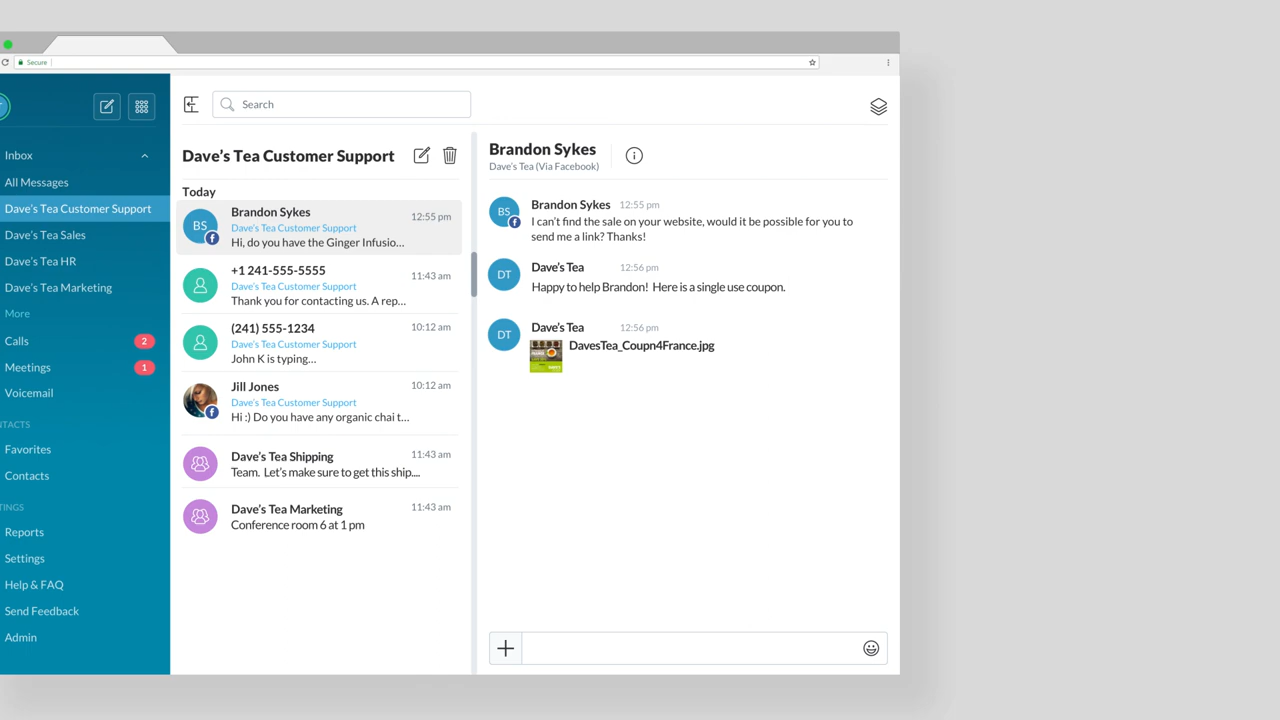 Secure
Search
Inbox
All Messages
Dave's Tea Customer Support
Dave's Tea Sales
Dave's Tea HR
Dave's Tea Marketing
More
Calls
2
Meetings
1
Voicemail
NTACTS
Favorites
Contacts
TINGS
Reports
Settings
Help & FAQ
Send Feedback
Admin
Dave's Tea Customer Support
Today
BS
Brandon Sykes
12:55 pm
Dave's Tea Customer Support
Hi, do you have the Ginger Infusio...
+1 241-555-5555
11:43 am
Dave's Tea Customer Support
Thank you for contacting us. A rep...
(241) 555-1234
10:12 am
Dave's Tea Customer Support
John K is typing...
Jill Jones
10:12 am
Dave's Tea Customer Support
Hi :) Do you have any organic chai t...
Dave's Tea Shipping
11:43 am
Team. Let's make sure to get this ship....
Dave's Tea Marketing
11:43 am
Conference room 6 at 1 pm
Brandon Sykes
Dave's Tea (Via Facebook)
BS
Brandon Sykes 12:55 pm
I can't find the sale on your website, would it be possible for you to
send me a link? Thanks!
DT
Dave's Tea 12:56 pm
Happy to help Brandon! Here is a single use coupon.
DT
Dave's Tea 12:56 pm
DavesTea_Coupn4France.jpg